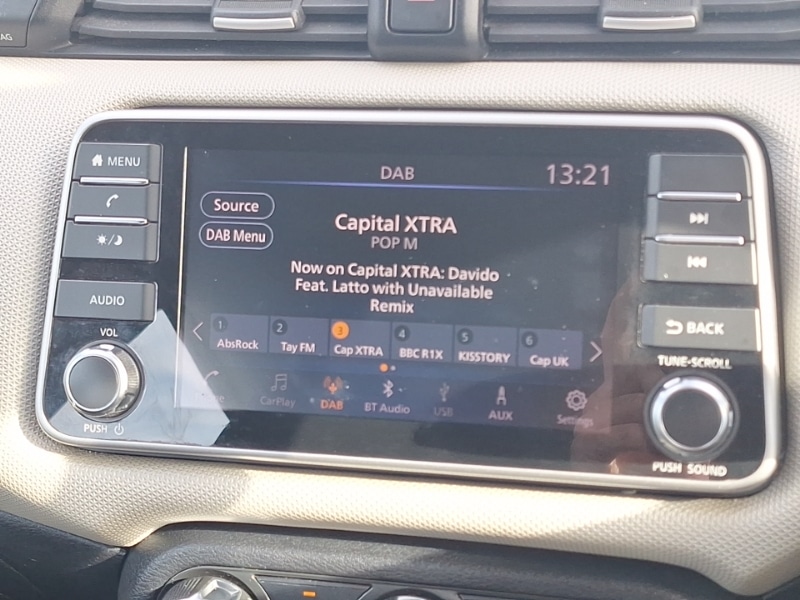 AG
MENU
DAB
13:21
Source
DAB Menu
Capital XTRA
POP M
Now on Capital XTRA: Davido
Feat. Latto with Unavailable
Remix
AUDIO
BACK
1 AbsRock 2 Tay FM 3 Cap XTRA 4 BBC R1X 5 KISSTORY 6 Cap UK
VOL
TUNE-SCROLL
CarPlay DAB BT Audio USB AUX Settings
PUSH
PUSH SOUND